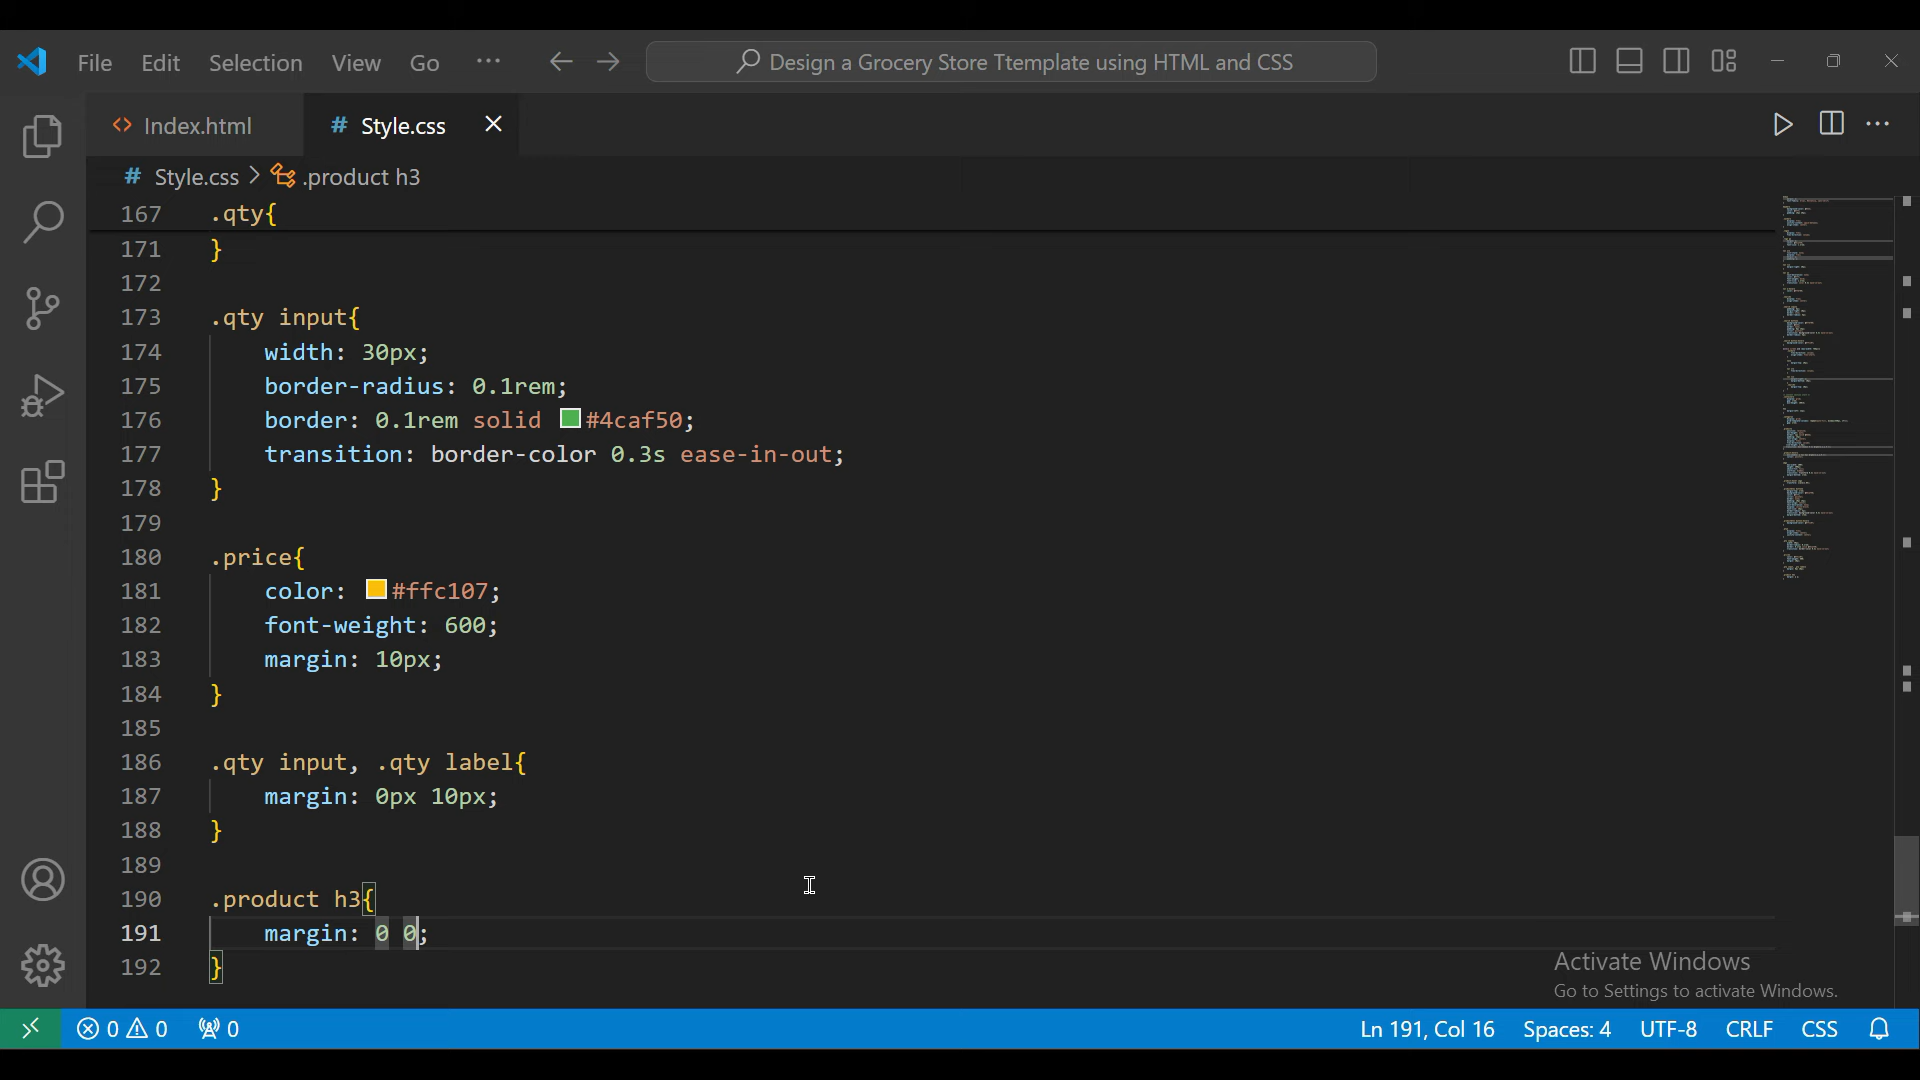 File Edit Selection View Go ··· Design a Grocery Store Ttemplate using HTML and CSS
<> Index.html # Style.css
# Style.css > .product h3
167 .qty{
171 }
172
173 .qty input{
174 width: 30px;
175 border-radius: 0.1rem;
176 border: 0.1rem solid #4caf50;
177 transition: border-color 0.3s ease-in-out;
178 }
179
180 .price{
181 color: #ffc107;
182 font-weight: 600;
183 margin: 10px;
184 }
185
186 .qty input, .qty label{
187 margin: 0px 10px;
188 }
189
190 .product h3{
191 margin: 0 0;
192 }
Activate Windows
Go to Settings to activate Windows.
0 0 0 Ln 191, Col 16 Spaces: 4 UTF-8 CRLF CSS